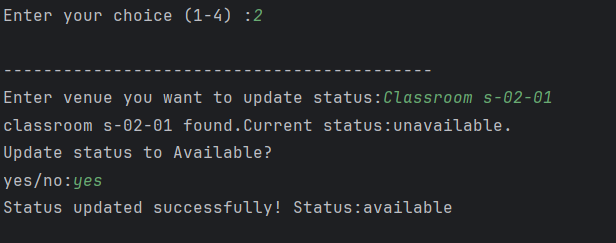 Enter your choice (1-4) :2
-------------------------------------------
Enter venue you want to update status:Classroom s-02-01
classroom s-02-01 found.Current status:unavailable.
Update status to Available?
yes/no:yes
Status updated successfully! Status:available